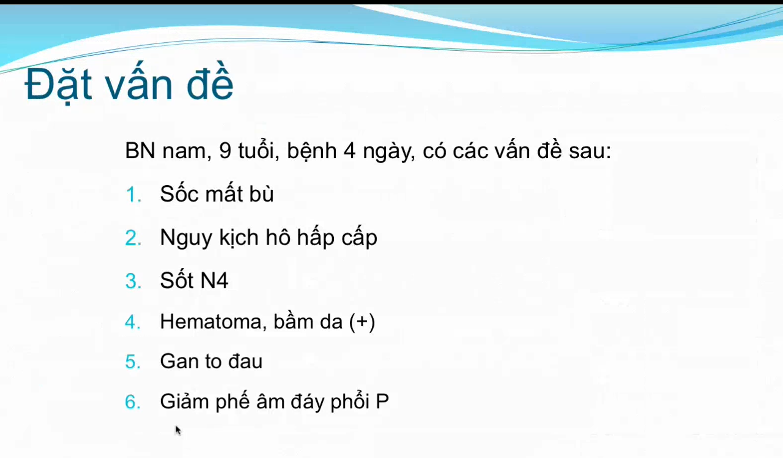 Đặt vấn đề
BN nam, 9 tuổi, bệnh 4 ngày, có các vấn đề sau:
1. Sốc mất bù
2. Nguy kịch hô hấp cấp
3. Sốt N4
4. Hematoma, bầm da (+)
5. Gan to đau
6. Giảm phế âm đáy phổi P